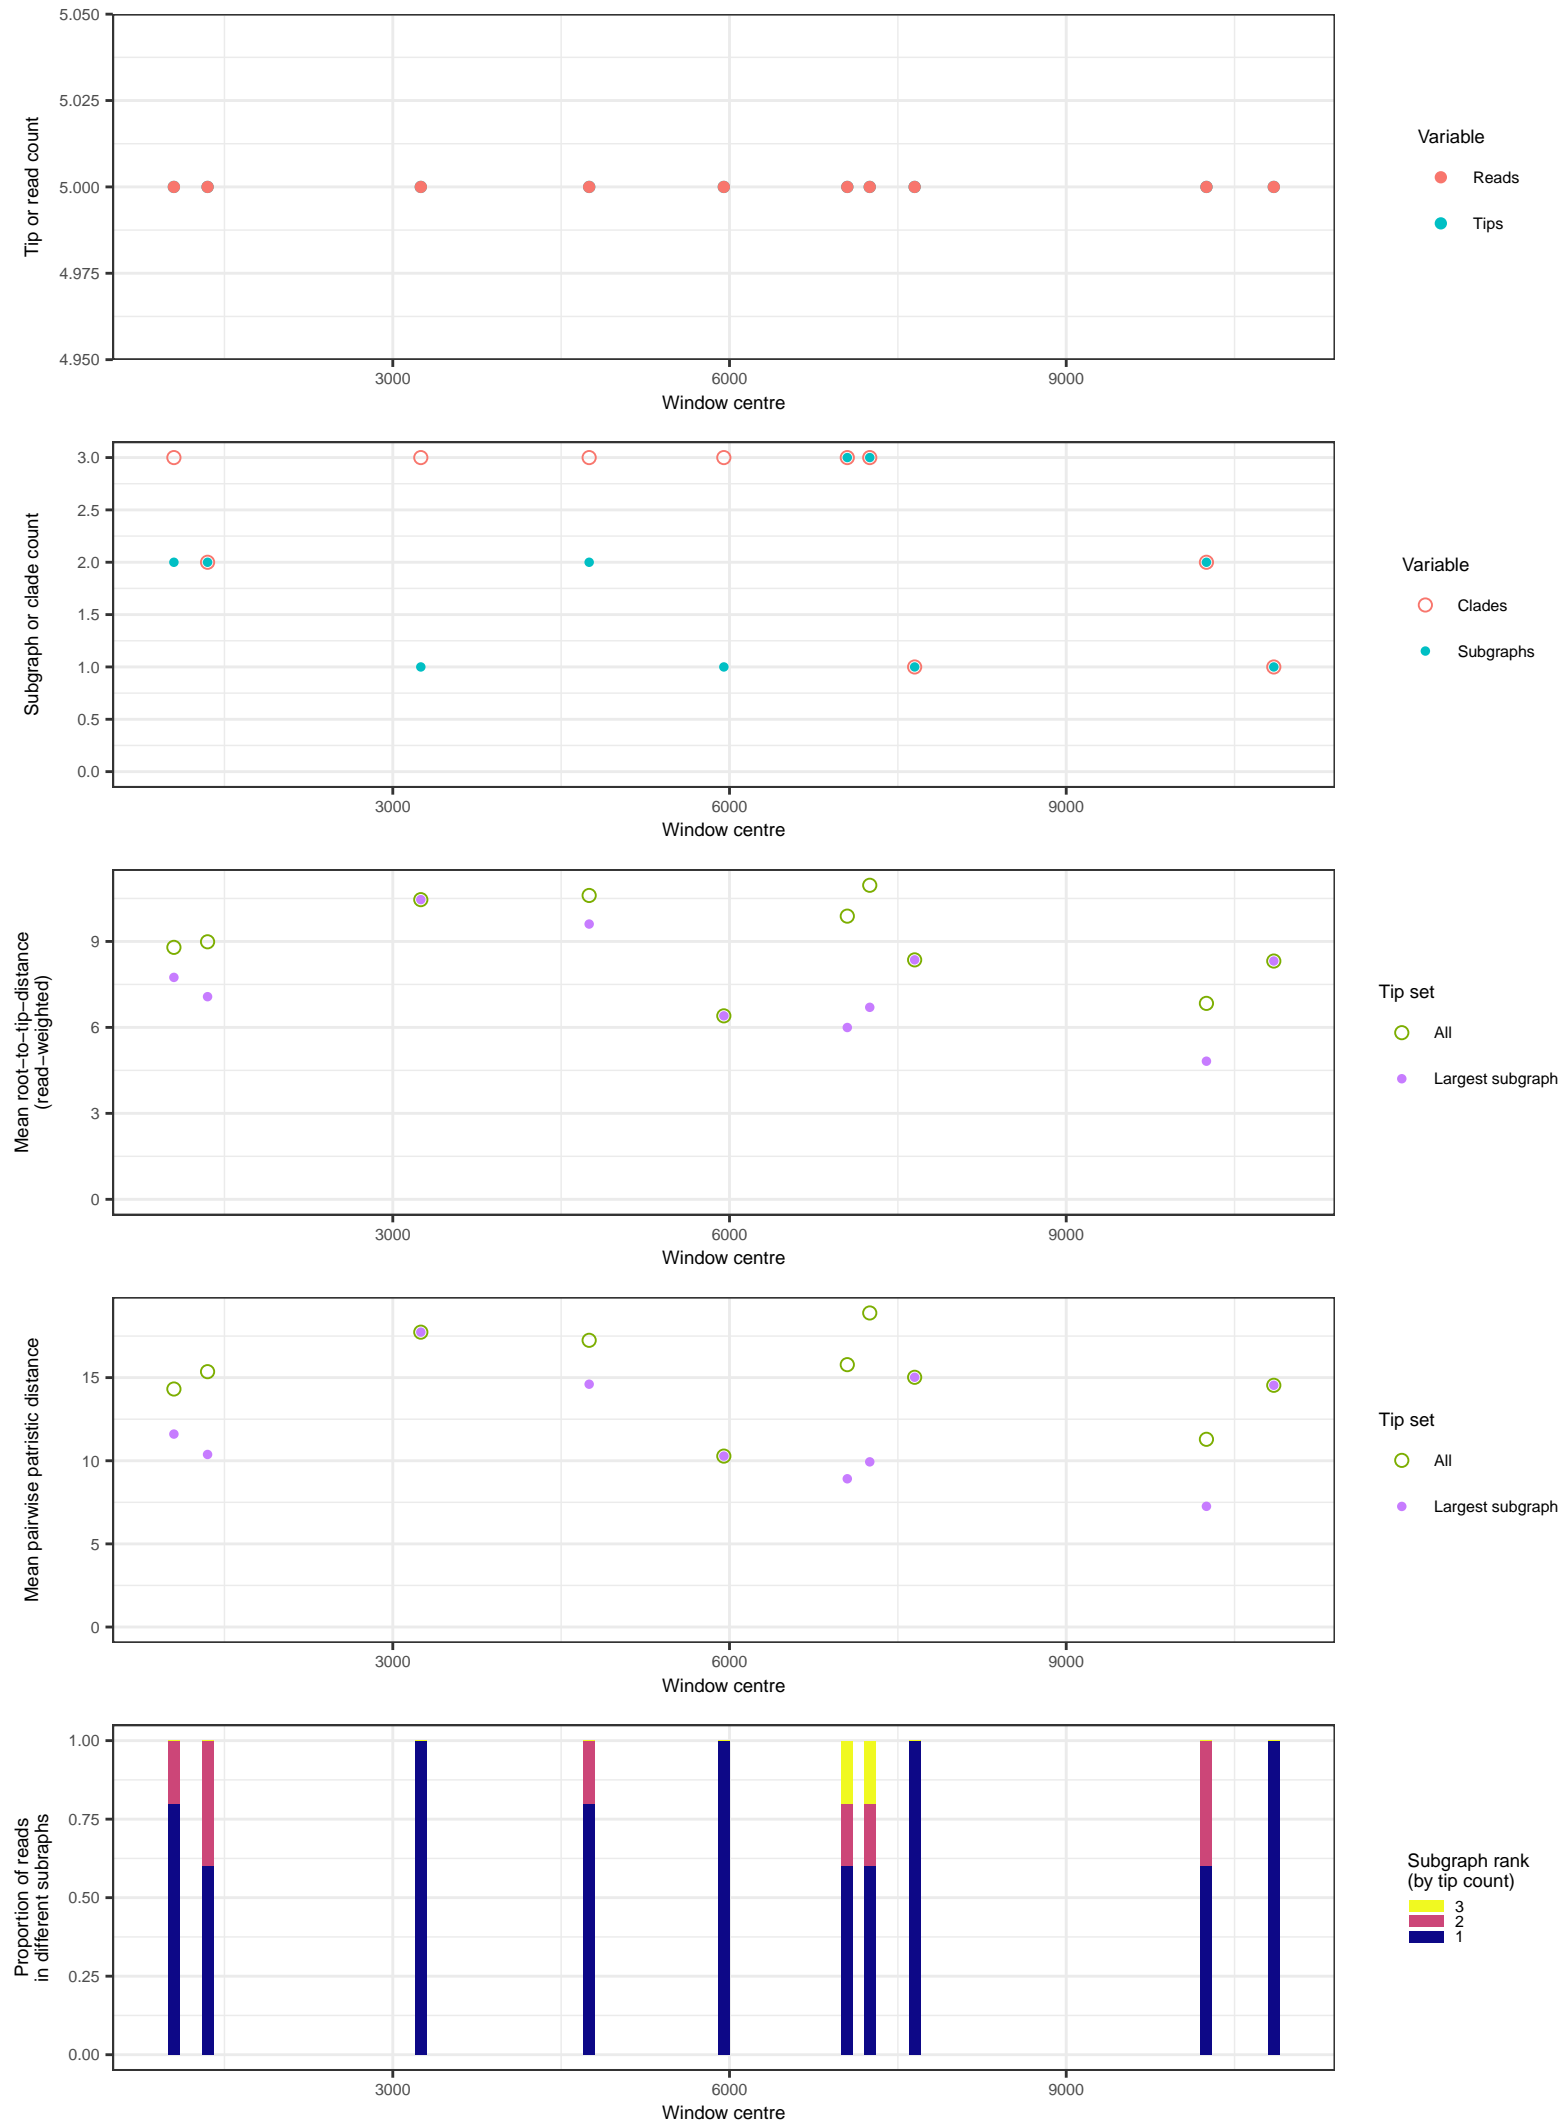 5.050
5.025
5.000
4.975
4.950
Tip or read count
3000 6000 9000
Window centre
Variable
Reads
Tips
3.0
2.5
2.0
1.5
1.0
0.5
0.0
Subgraph or clade count
3000 6000 9000
Window centre
Variable
Clades
Subgraphs
9
6
3
0
Mean root−to−tip−distance
(read−weighted)
3000 6000 9000
Window centre
Tip set
All
Largest subgraph
15
10
5
0
Mean pairwise patristic distance
3000 6000 9000
Window centre
Tip set
All
Largest subgraph
1.00
0.75
0.50
0.25
0.00
Proportion of reads
in different subraphs
3000 6000 9000
Window centre
Subgraph rank
(by tip count)
3
2
1